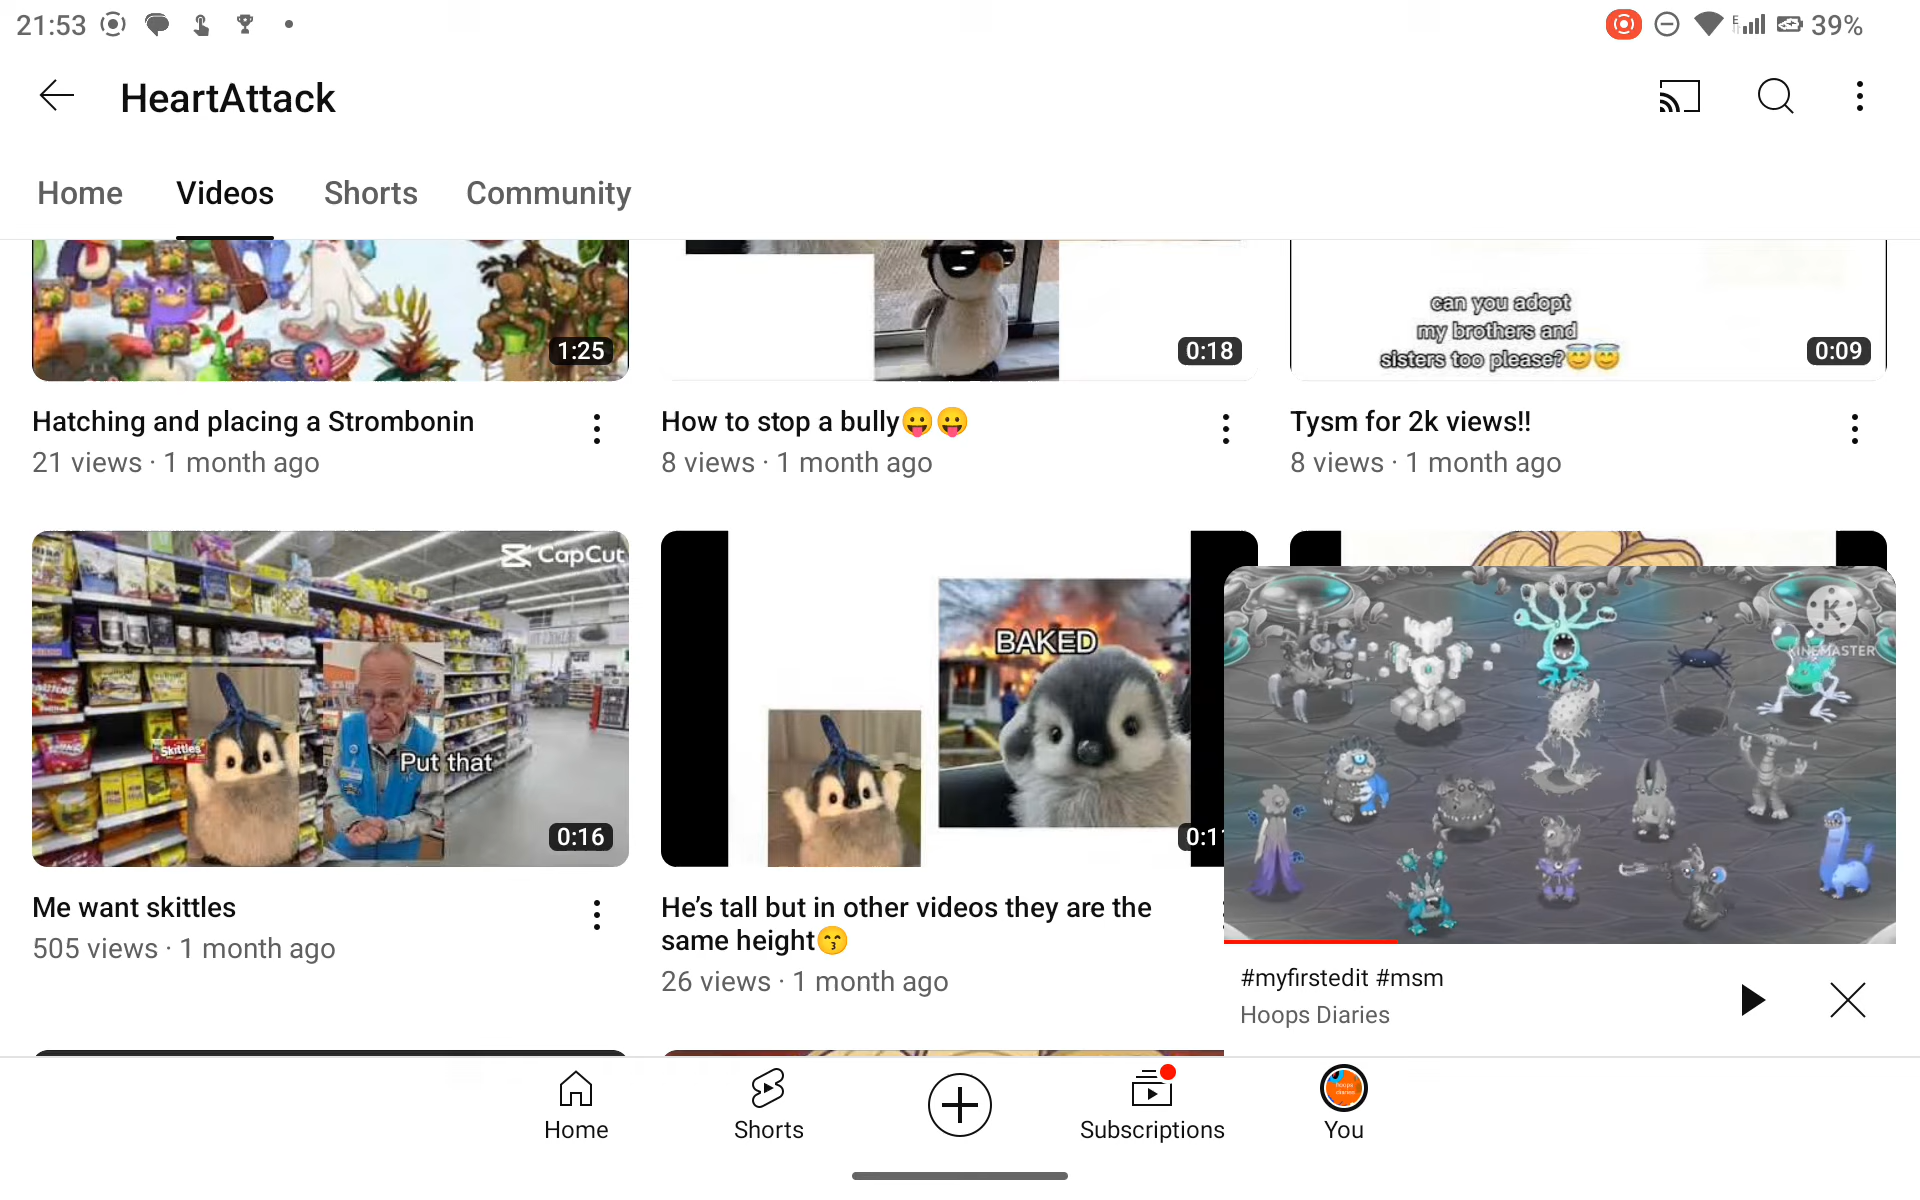 21:53
39%
HeartAttack
Home Videos Shorts Community
can you adopt
my brothers and
sisters too please?😇😇
1:25
0:18
0:09
Hatching and placing a Strombonin
21 views · 1 month ago
How to stop a bully😛😛
8 views · 1 month ago
Tysm for 2k views!!
8 views · 1 month ago
CapCut
Skittles
Put that
0:16
BAKED
0:11
KINEMASTER
Me want skittles
505 views · 1 month ago
He's tall but in other videos they are the
same height😙
26 views · 1 month ago
#myfirstedit #msm
Hoops Diaries
Home
Shorts
Subscriptions
You